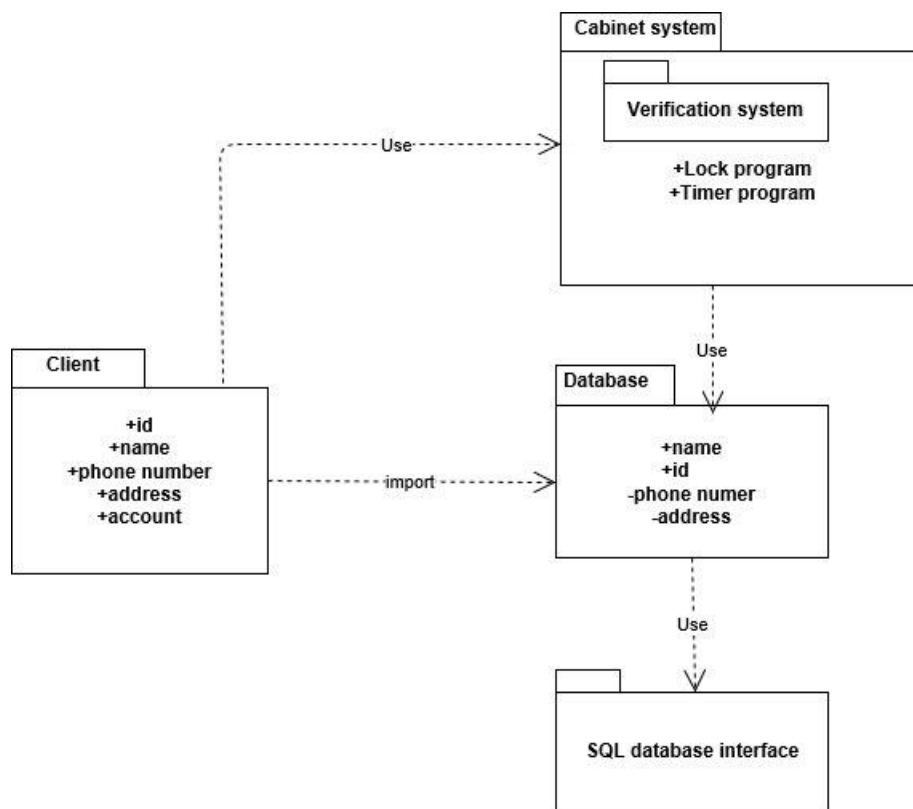 Cabinet system
Verification system
+Lock program
+Timer program
Use
Use
Client
+id
+name
+phone number
+address
+account
import
Database
+name
+id
-phone numer
-address
Use
SQL database interface